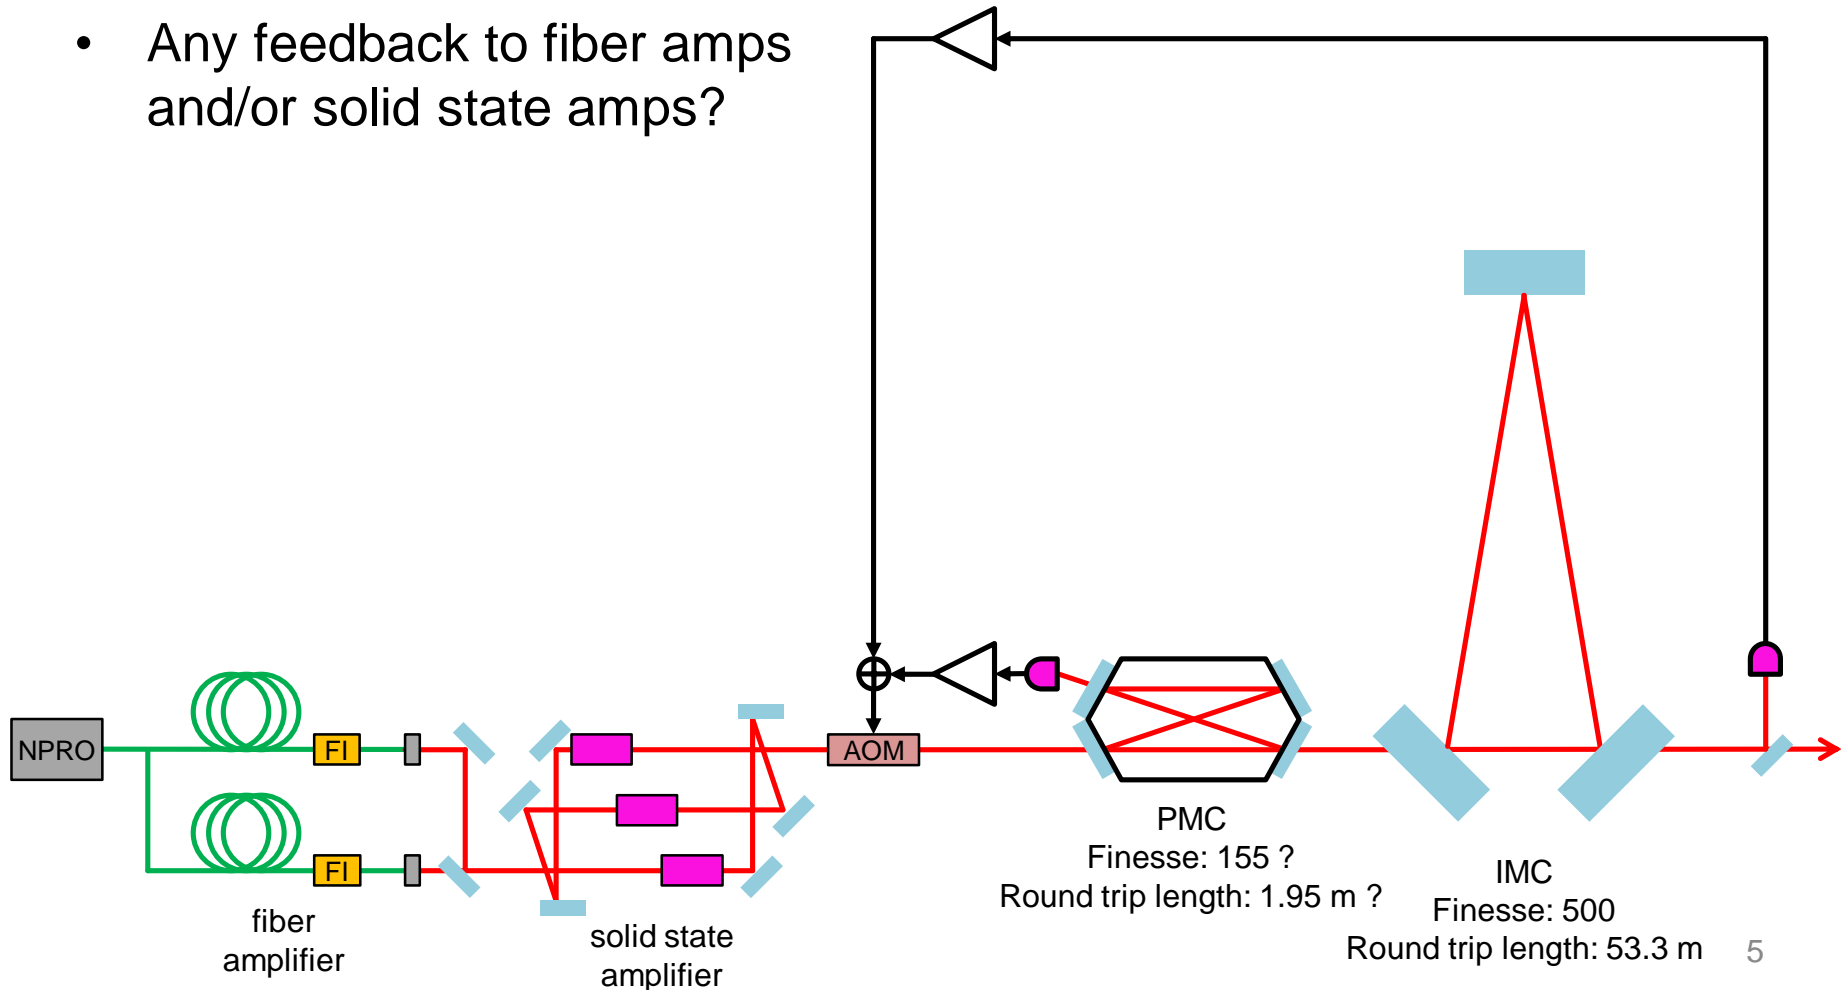 • Any feedback to fiber amps
and/or solid state amps?
NPRO
FI
AOM
FI
fiber
amplifier
solid state
amplifier
PMC
Finesse: 155 ?
Round trip length: 1.95 m ?
IMC
Finesse: 500
Round trip length: 53.3 m
5